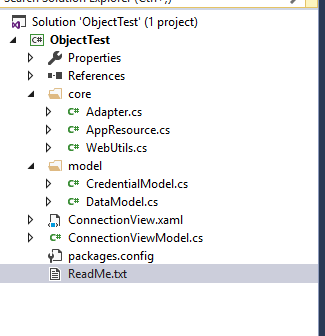 Search Solution Explorer (Ctrl+;)
Solution 'ObjectTest' (1 project)
C# ObjectTest
Properties
References
core
C# Adapter.cs
C# AppResource.cs
C# WebUtils.cs
model
C# CredentialModel.cs
C# DataModel.cs
ConnectionView.xaml
C# ConnectionViewModel.cs
packages.config
ReadMe.txt